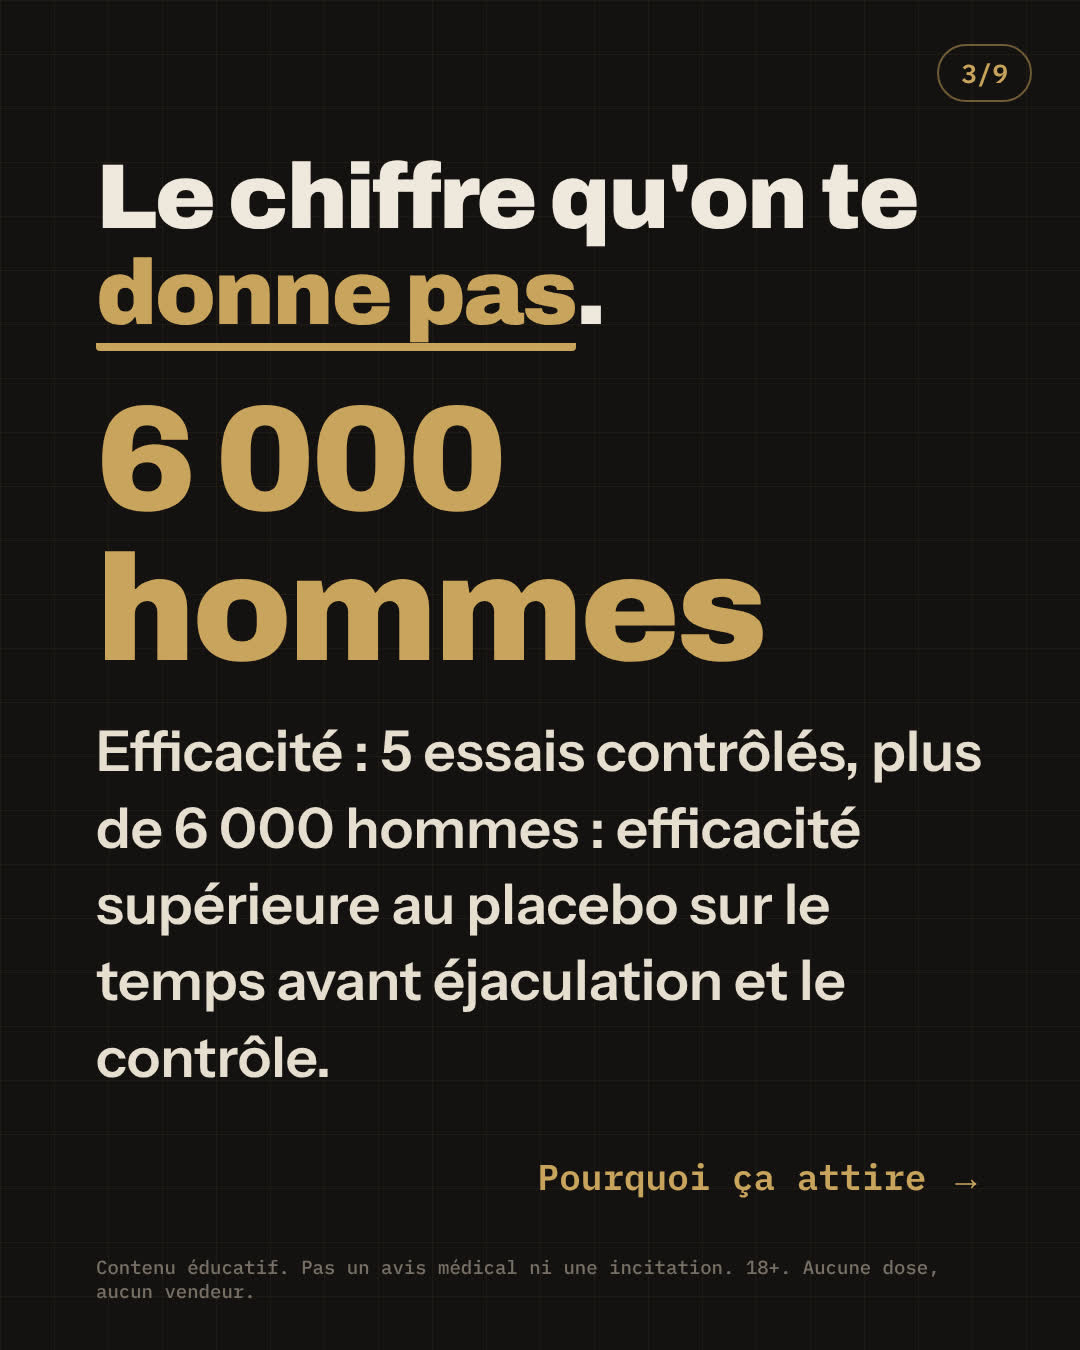 3/9
Le chiffre qu'on te
donne pas.
6 000
hommes
Efficacité : 5 essais contrôlés, plus
de 6 000 hommes : efficacité
supérieure au placebo sur le
temps avant éjaculation et le
contrôle.
Pourquoi ça attire →
Contenu éducatif. Pas un avis médical ni une incitation. 18+. Aucune dose,
aucun vendeur.